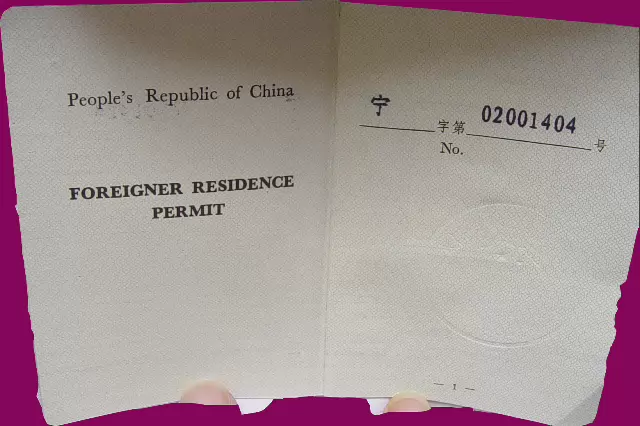 People's Republic of China
FOREIGNER RESIDENCE
PERMIT
宁 字第 02001404 号
No.
— 1 —